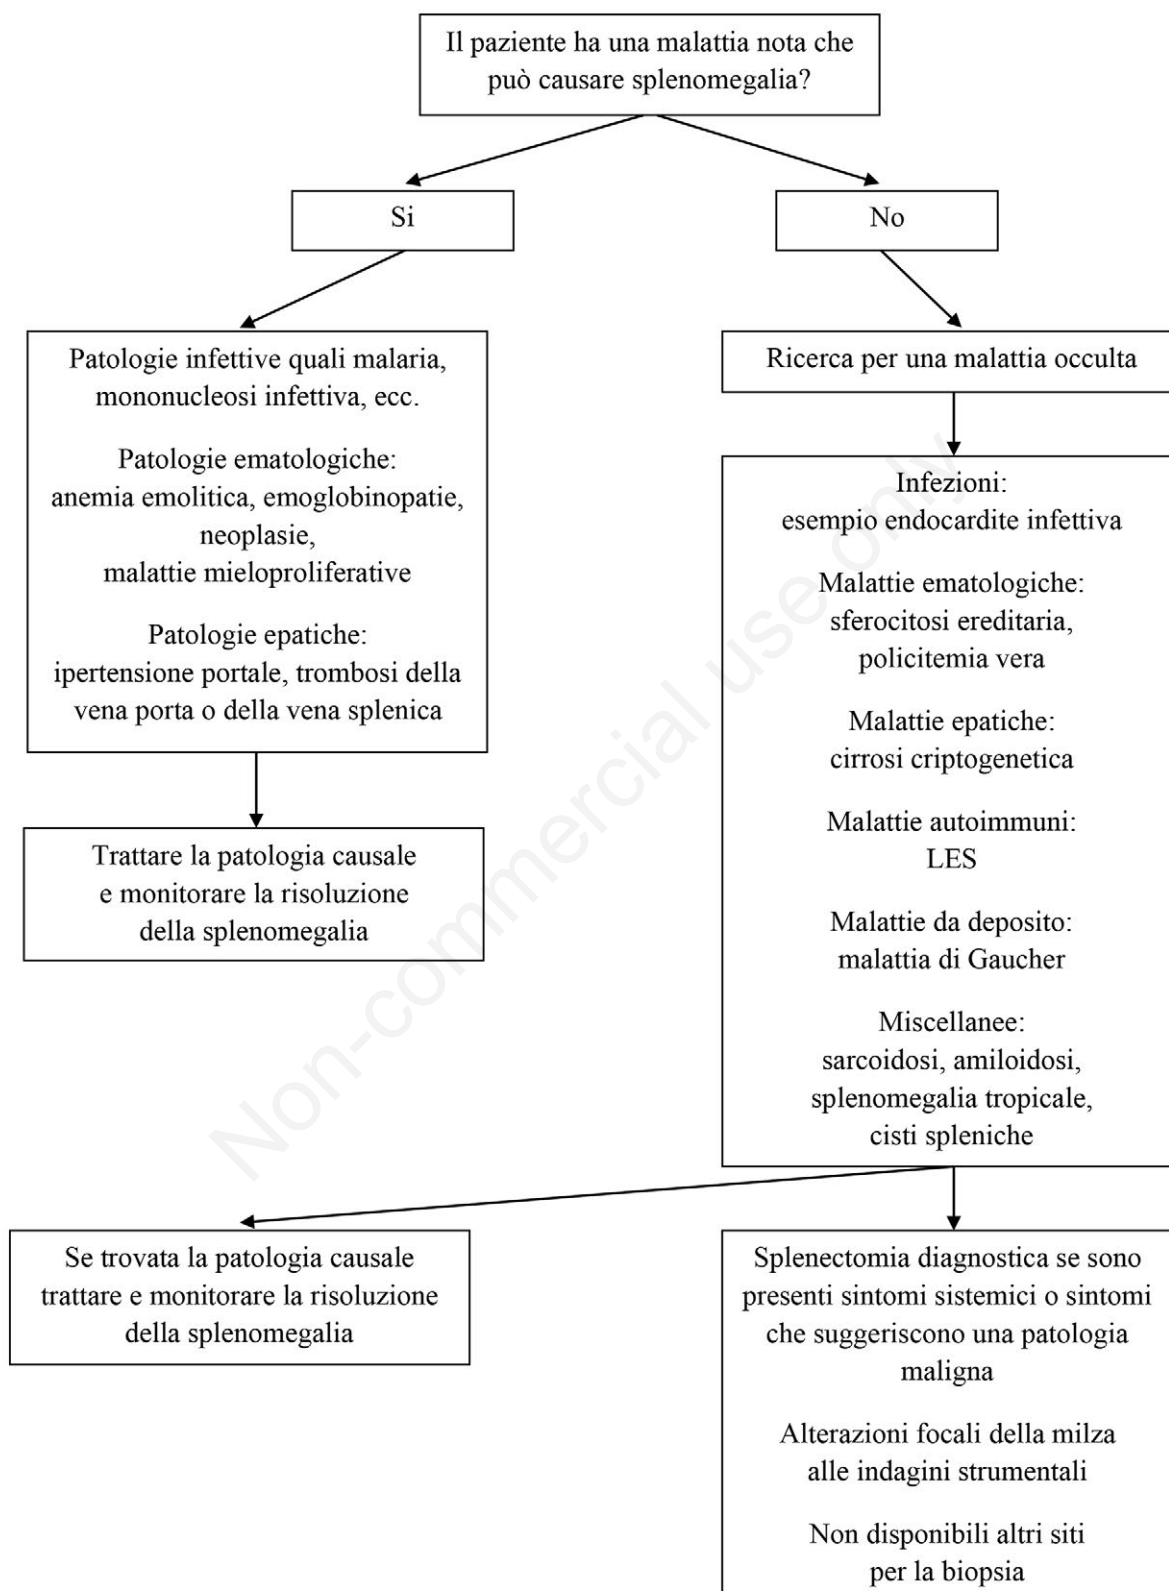 Il paziente ha una malattia nota che
può causare splenomegalia?
Si
No
Patologie infettive quali malaria,
mononucleosi infettiva, ecc.
Patologie ematologiche:
anemia emolitica, emoglobinopatie,
neoplasie,
malattie mieloproliferative
Patologie epatiche:
ipertensione portale, trombosi della
vena porta o della vena splenica
Trattare la patologia causale
e monitorare la risoluzione
della splenomegalia
Ricerca per una malattia occulta
Infezioni:
esempio endocardite infettiva
Malattie ematologiche:
sferocitosi ereditaria,
policitemia vera
Malattie epatiche:
cirrosi criptogenetica
Malattie autoimmuni:
LES
Malattie da deposito:
malattia di Gaucher
Miscellanee:
sarcoidosi, amiloidosi,
splenomegalia tropicale,
cisti spleniche
Se trovata la patologia causale
trattare e monitorare la risoluzione
della splenomegalia
Splenectomia diagnostica se sono
presenti sintomi sistemici o sintomi
che suggeriscono una patologia
maligna
Alterazioni focali della milza
alle indagini strumentali
Non disponibili altri siti
per la biopsia
Non-commercial use only